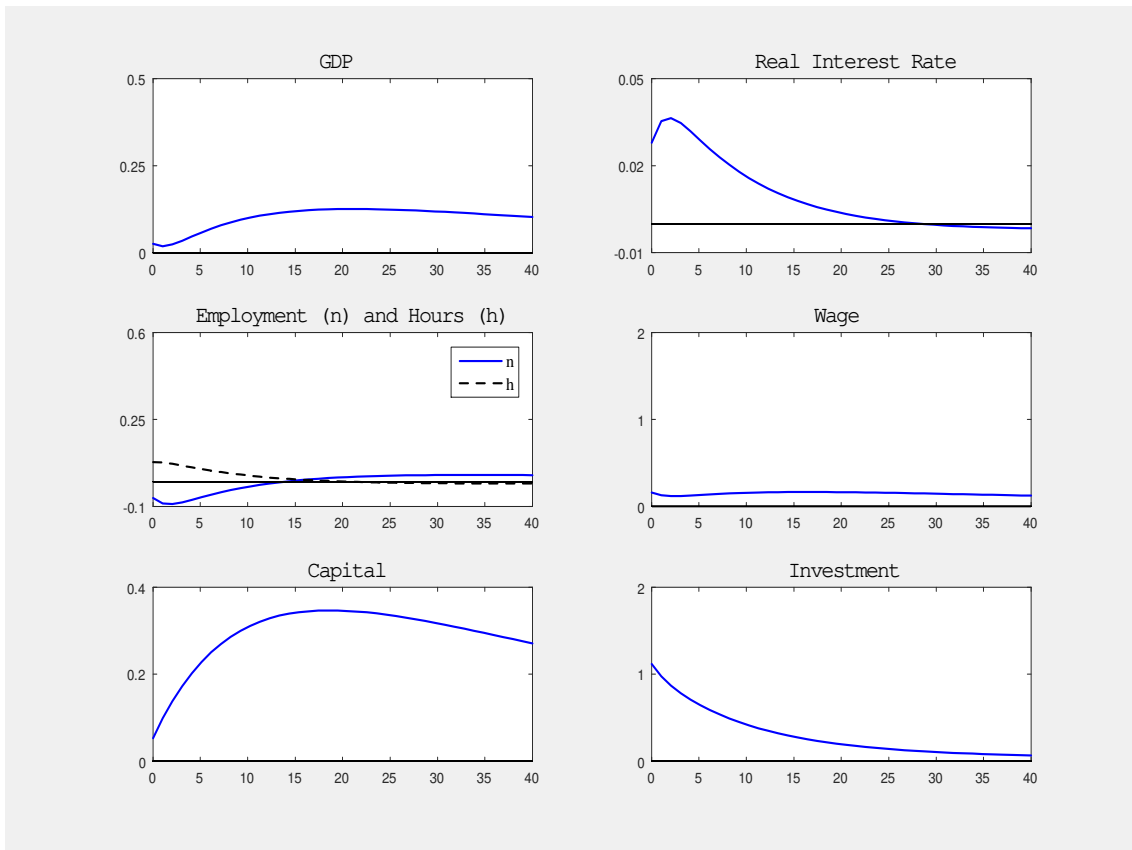 GDP
0.5
0.25
0
0 5 10 15 20 25 30 35 40
Real Interest Rate
0.05
0.02
-0.01
0 5 10 15 20 25 30 35 40
Employment (n) and Hours (h)
0.6
0.25
-0.1
n
h
0 5 10 15 20 25 30 35 40
Wage
2
1
0
0 5 10 15 20 25 30 35 40
Capital
0.4
0.2
0
0 5 10 15 20 25 30 35 40
Investment
2
1
0
0 5 10 15 20 25 30 35 40